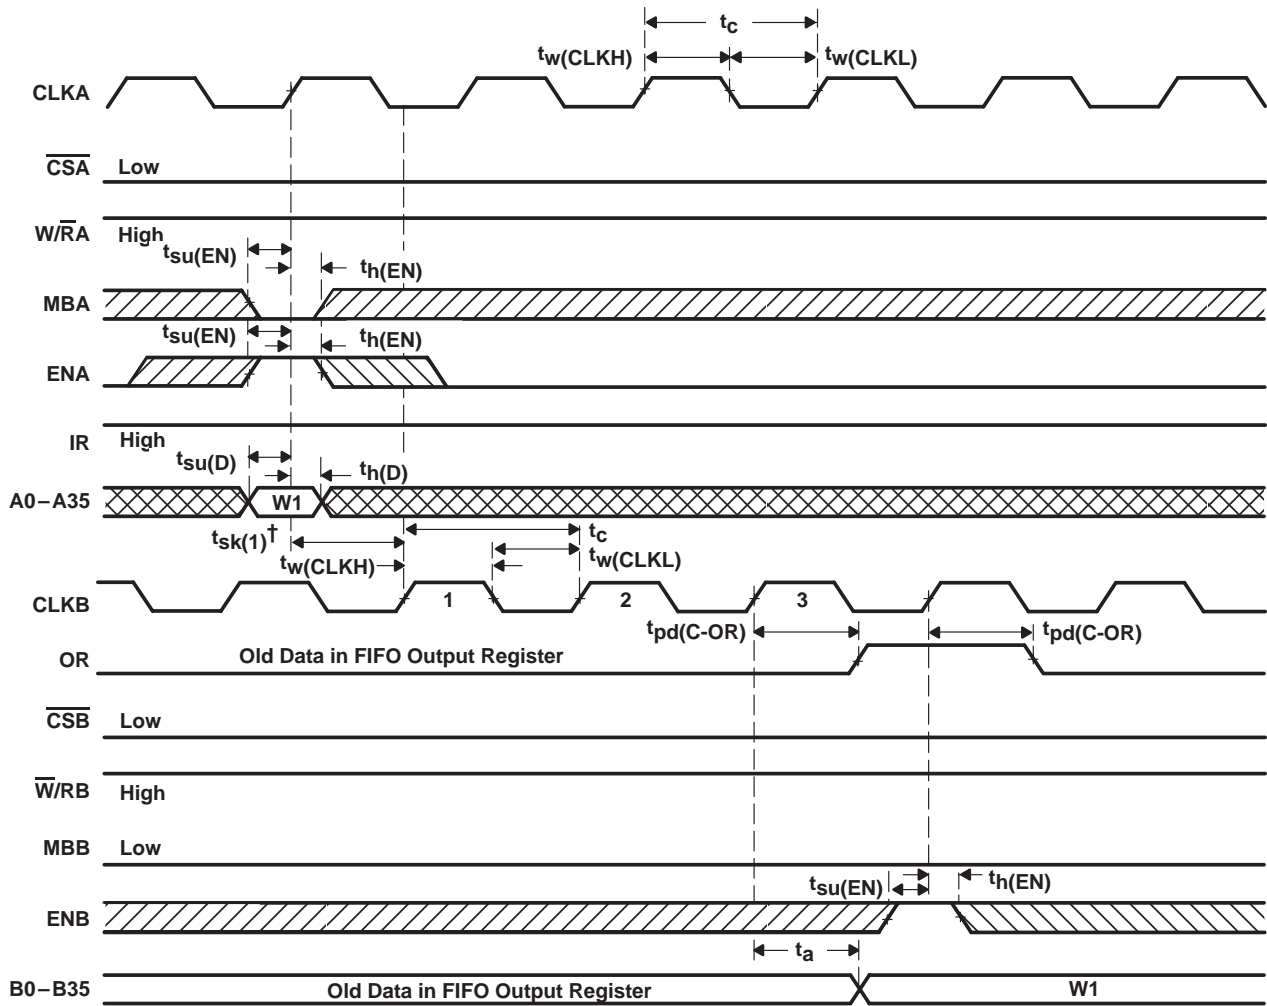 tc
tw(CLKH)
tw(CLKL)
CLKA
CSA
Low
W/RA
High
tsu(EN)
th(EN)
MBA
tsu(EN)
th(EN)
ENA
IR
High
tsu(D)
th(D)
A0–A35
W1
tsk(1)†
tc
tw(CLKH)
tw(CLKL)
CLKB
1
2
3
tpd(C-OR)
tpd(C-OR)
OR
Old Data in FIFO Output Register
CSB
Low
W/RB
High
MBB
Low
tsu(EN)
th(EN)
ENB
ta
B0–B35
Old Data in FIFO Output Register
W1